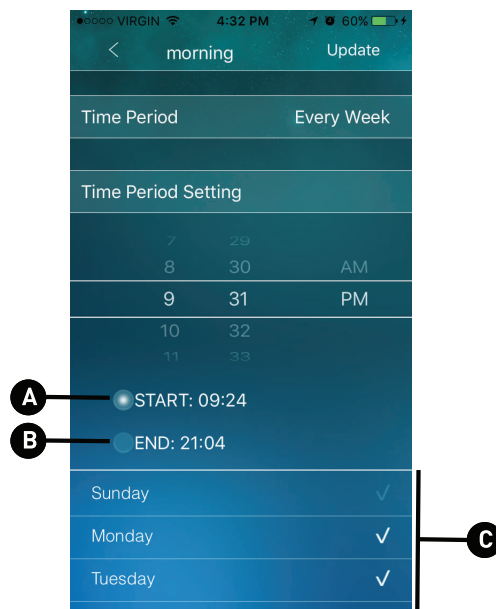 VIRGIN 4:32 PM 60%
morning Update
Time Period Every Week
Time Period Setting
7 29
8 30 AM
9 31 PM
10 32
11 33
A START: 09:24
B END: 21:04
Sunday ✓
Monday ✓
C
Tuesday ✓